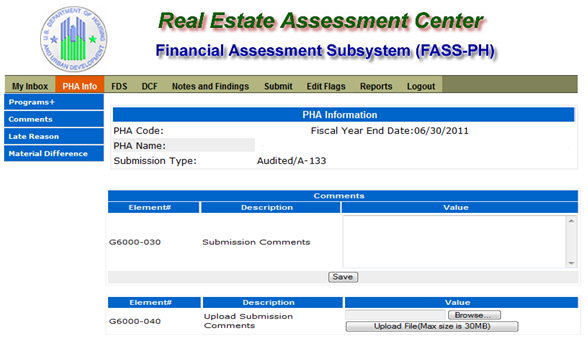 U.S. DEPARTMENT OF HOUSING AND URBAN DEVELOPMENT
Real Estate Assessment Center
Financial Assessment Subsystem (FASS-PH)
My Inbox PHA Info FDS DCF Notes and Findings Submit Edit Flags Reports Logout
Programs+
Comments
Late Reason
Material Difference
PHA Information
PHA Code: Fiscal Year End Date:06/30/2011
PHA Name:
Submission Type: Audited/A-133
Comments
Element# Description Value
G6000-030 Submission Comments
Save
Element# Description Value
G6000-040 Upload Submission Comments Browse...
Upload File(Max size is 30MB)